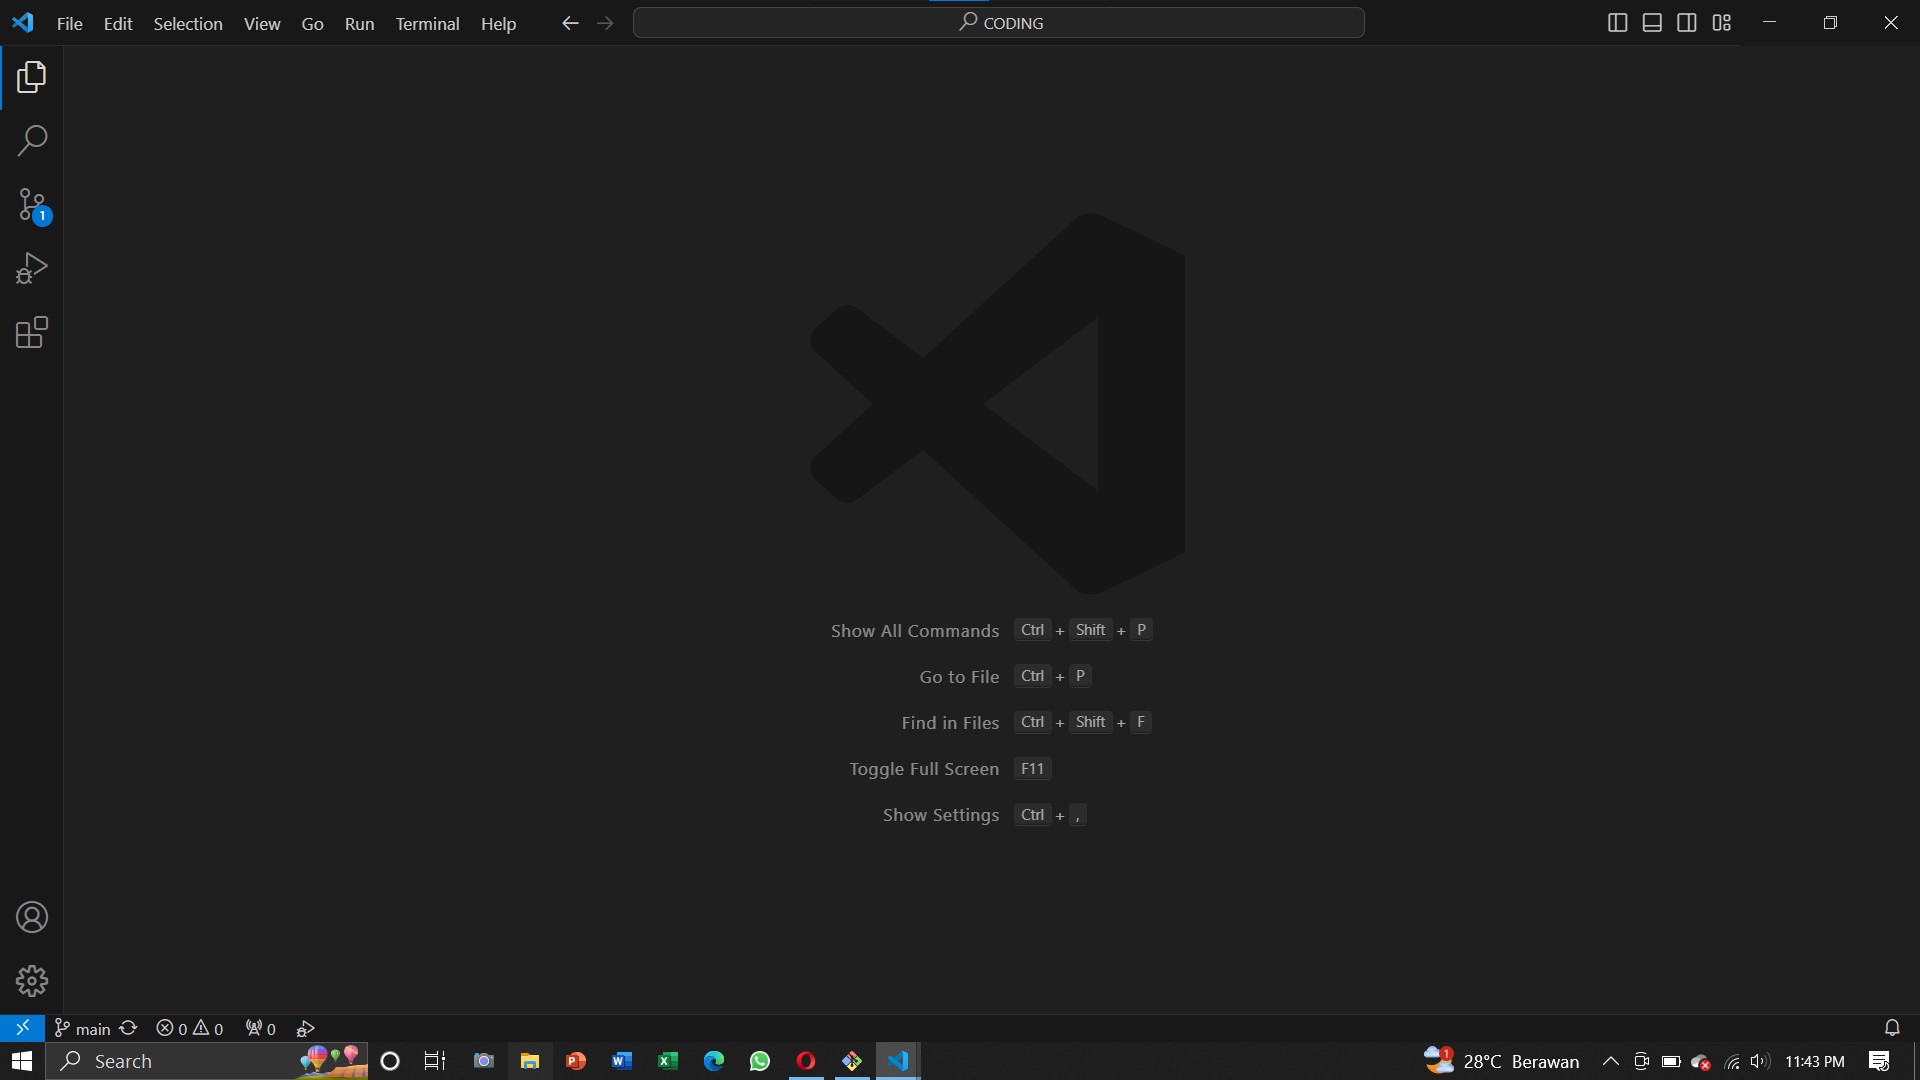 File Edit Selection View Go Run Terminal Help CODING
1
Show All Commands Ctrl + Shift + P
Go to File Ctrl + P
Find in Files Ctrl + Shift + F
Toggle Full Screen F11
Show Settings Ctrl + ,
main 0 0 0
Search 1 28°C Berawan 11:43 PM